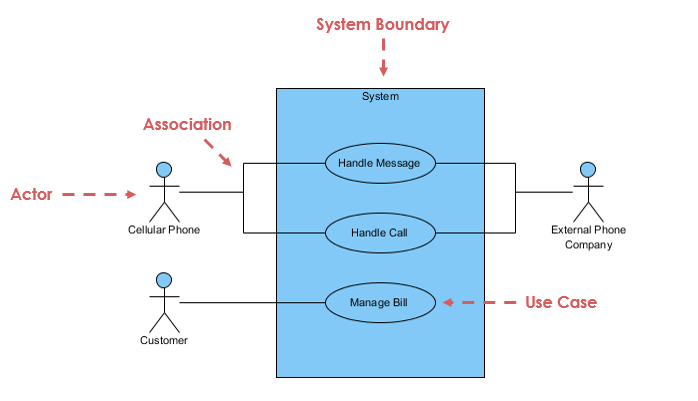 System Boundary
System
Association
Handle Message
Actor
Cellular Phone
External Phone
Company
Handle Call
Manage Bill
Use Case
Customer